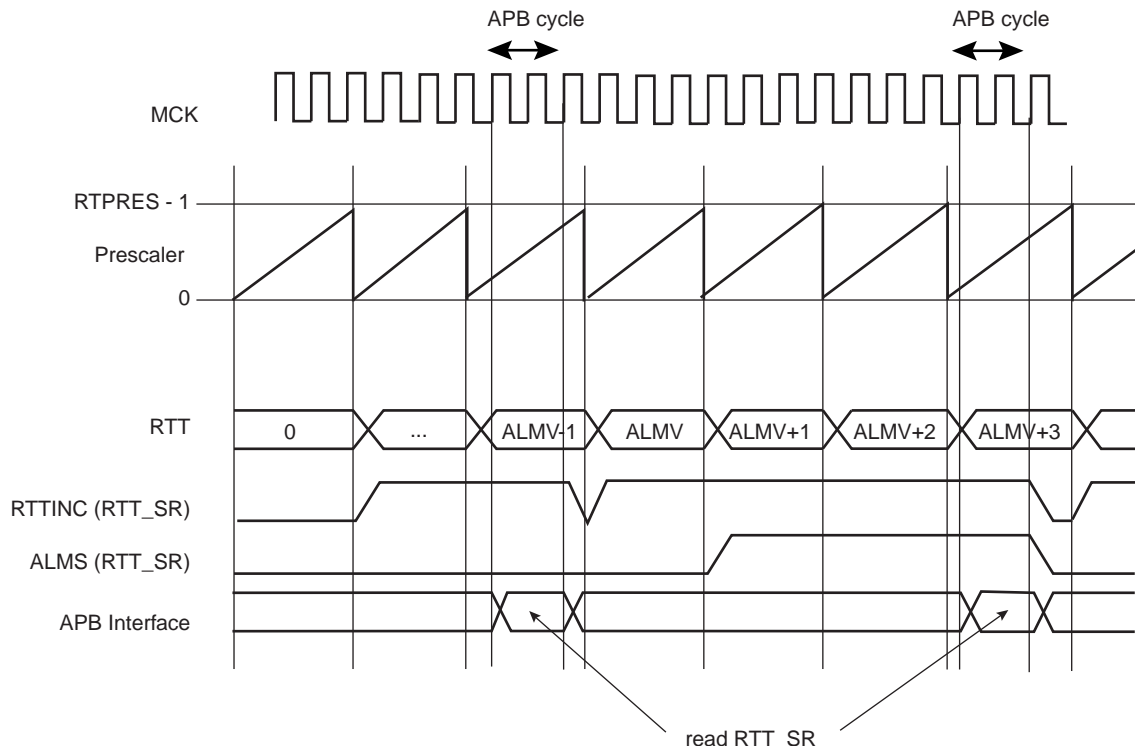 APB cycle APB cycle
MCK
RTPRES - 1
Prescaler
0
RTT 0 ... ALMV-1 ALMV ALMV+1 ALMV+2 ALMV+3
RTTINC (RTT_SR)
ALMS (RTT_SR)
APB Interface
read RTT_SR